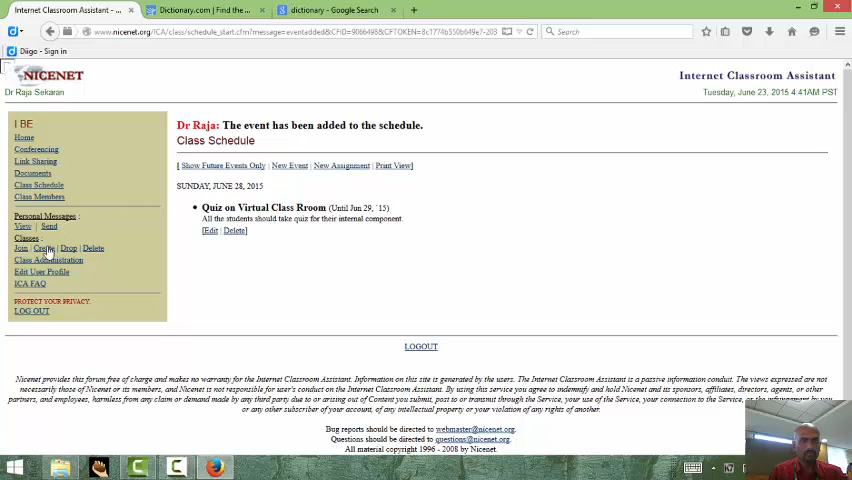 Internet Classroom Assistant - ...
Dictionary.com | Find the ...
dictionary - Google Search
www.nicenet.org/ICA/class/schedule_start.cfm?message=eventadded&CFID=9066498&CFTOKEN=8c1774b550b649e7-203
Search
Diigo - Sign in
NICENET
Internet Classroom Assistant
Dr Raja Sekaran
Tuesday, June 23, 2015 4:41AM PST
I BE
Home
Conferencing
Link Sharing
Documents
Class Schedule
Class Members
Personal Messages :
View | Send
Classes :
Join | Create | Drop | Delete
Class Administration
Edit User Profile
ICA FAQ
PROTECT YOUR PRIVACY.
LOG OUT
Dr Raja: The event has been added to the schedule.
Class Schedule
[ Show Future Events Only | New Event | New Assignment | Print View]
SUNDAY, JUNE 28, 2015
• Quiz on Virtual Class Rroom (Until Jun 29, `15)
All the students should take quiz for their internal component.
[Edit | Delete]
LOGOUT
Nicenet provides this forum free of charge and makes no warranty for the Internet Classroom Assistant. Information on this site is generated by the users. The Internet Classroom Assistant is a passive information conduit. The views expressed are not
necessarily those of Nicenet or its members, and Nicenet is not responsible for user's conduct on the Internet Classroom Assistant. By using this service you agree to indemnify and hold Nicenet and its sponsors, affiliates, directors, agents, or other
partners, and employees, harmless from any claim or demand made by any third party due to or arising out of Content you submit, post to or transmit through the Service, your use of the Service, your connection to the Service,
or any other subscriber of your account, of any intellectual property or your violation of any rights of another.
Bug reports should be directed to webmaster@nicenet.org.
Questions should be directed to questions@nicenet.org.
All material copyright 1996 - 2008 by Nicenet.